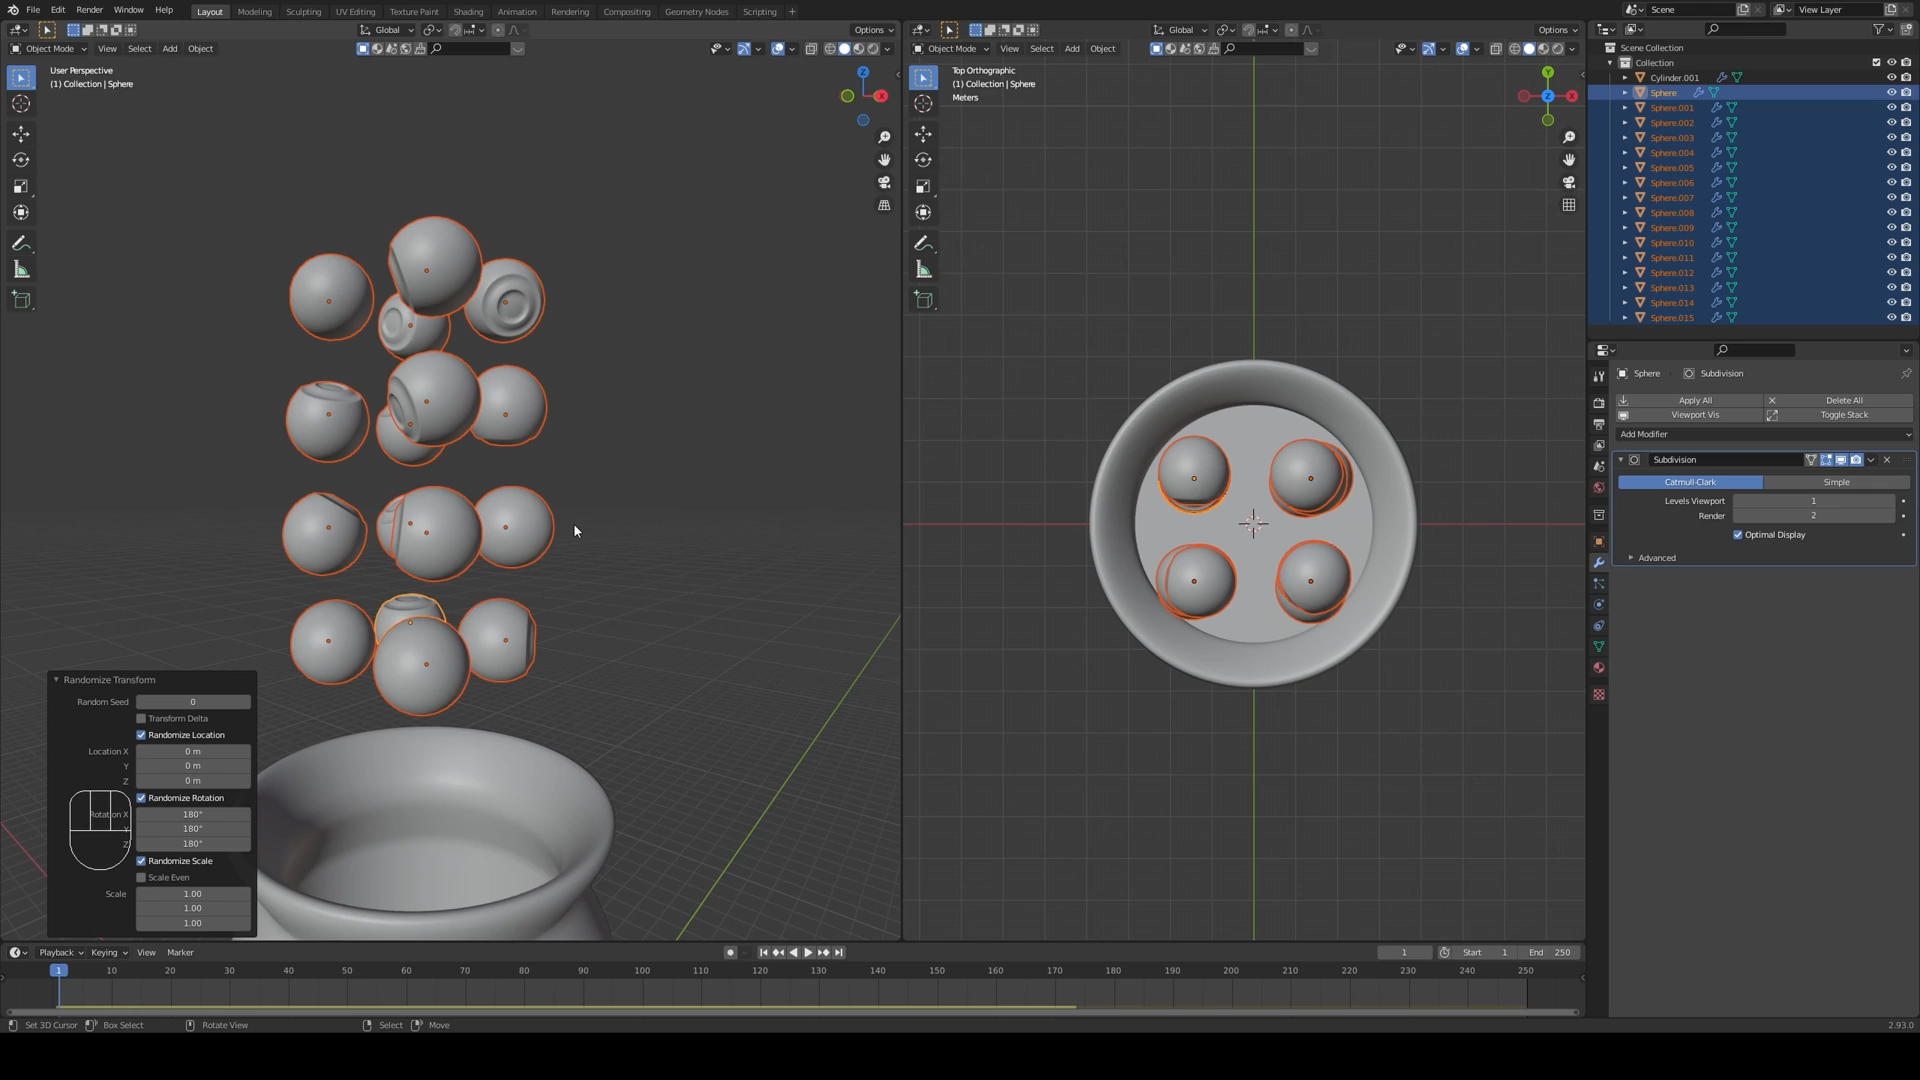 File Edit Render Window Help Layout Modeling Sculpting UV Editing Texture Paint Shading Animation Rendering Compositing Geometry Nodes Scripting + Scene View Layer
Global Options Global Options
Object Mode View Select Add Object Object Mode View Select Add Object
User Perspective
(1) Collection | Sphere
Z
X
Top Orthographic
(1) Collection | Sphere
Meters
Y
Z
X
Scene Collection
Collection
Cylinder.001
Sphere
Sphere.001
Sphere.002
Sphere.003
Sphere.004
Sphere.005
Sphere.006
Sphere.007
Sphere.008
Sphere.009
Sphere.010
Sphere.011
Sphere.012
Sphere.013
Sphere.014
Sphere.015
Sphere Subdivision
Apply All Delete All
Viewport Vis Toggle Stack
Add Modifier
Subdivision
Catmull-Clark Simple
Levels Viewport 1
Render 2
Optimal Display
Advanced
Randomize Transform
Random Seed 0
Transform Delta
Randomize Location
Location X 0 m
Y 0 m
Z 0 m
Randomize Rotation
Rotation X 180°
Y 180°
Z 180°
Randomize Scale
Scale Even
Scale 1.00
1.00
1.00
Playback Keying View Marker 1 Start 1 End 250
1 10 20 30 40 50 60 70 80 90 100 110 120 130 140 150 160 170 180 190 200 210 220 230 240 250
Set 3D Cursor Box Select Rotate View Select Move 2.93.0